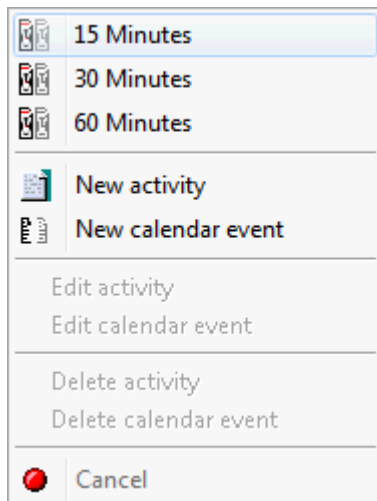 15 Minutes
30 Minutes
60 Minutes
New activity
New calendar event
Edit activity
Edit calendar event
Delete activity
Delete calendar event
Cancel